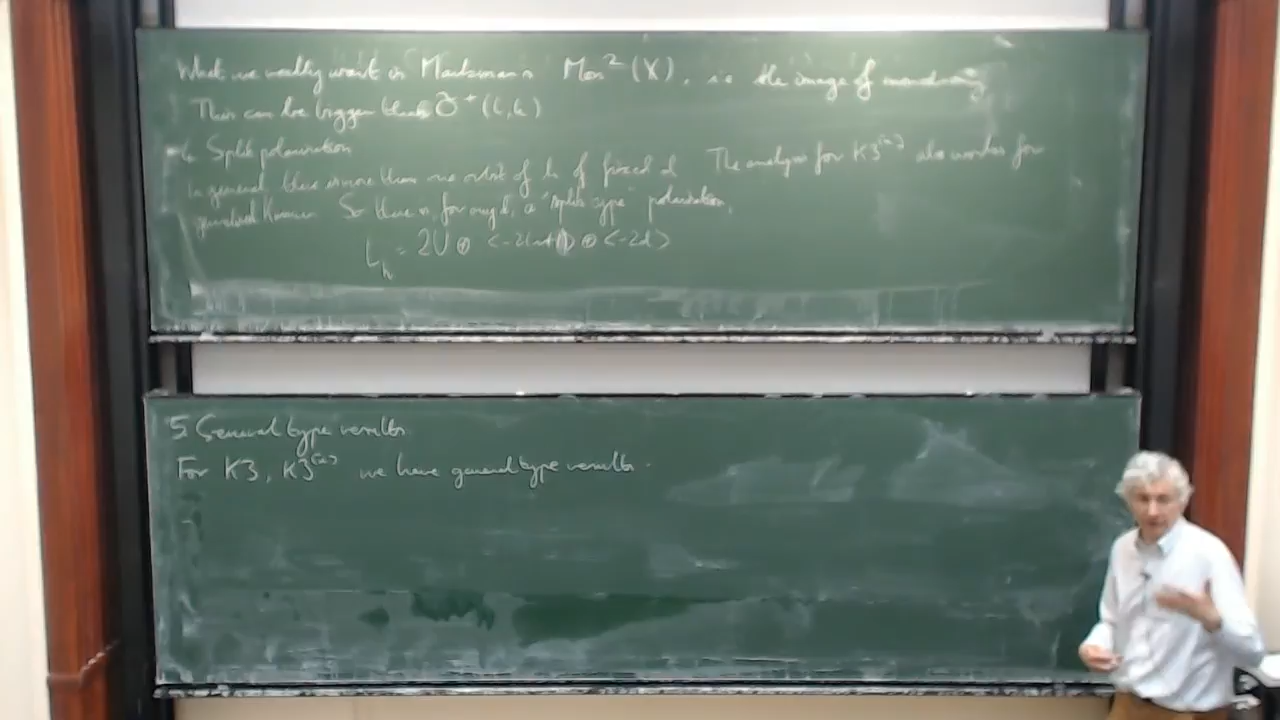 What we really want is Markman's Mon²(X), i.e. the image of monodromy
This can be bigger than Õ⁺(L,h)
4. Split polarisation
In general there is more than one orbit of h of fixed d The analysis for K3^[n] also works for
generalised Kummer So there is, for any d, a "split type" polarisation,
L_h = 2U ⊕ <-2(n+1)> ⊕ <-2d>
5. General type results
For K3, K3^[n] we have general type results.